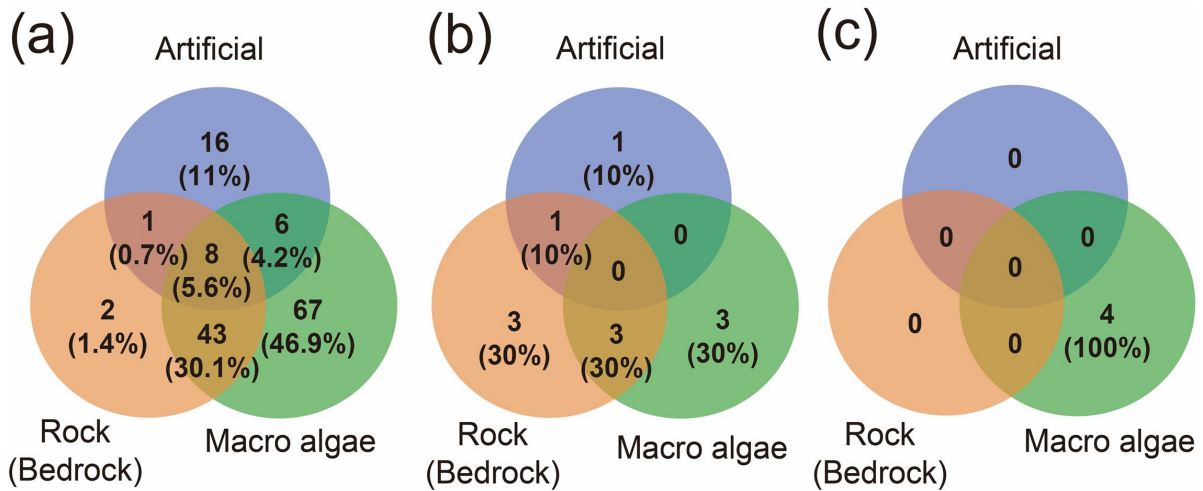 (a)
Artificial
16
(11%)
1
(0.7%)
8
(5.6%)
6
(4.2%)
2
(1.4%)
43
(30.1%)
67
(46.9%)
Rock
(Bedrock)
Macro algae
(b)
Artificial
1
(10%)
1
(10%)
0
0
3
(30%)
3
(30%)
3
(30%)
Rock
(Bedrock)
Macro algae
(c)
Artificial
0
0
0
0
0
0
4
(100%)
Rock
(Bedrock)
Macro algae